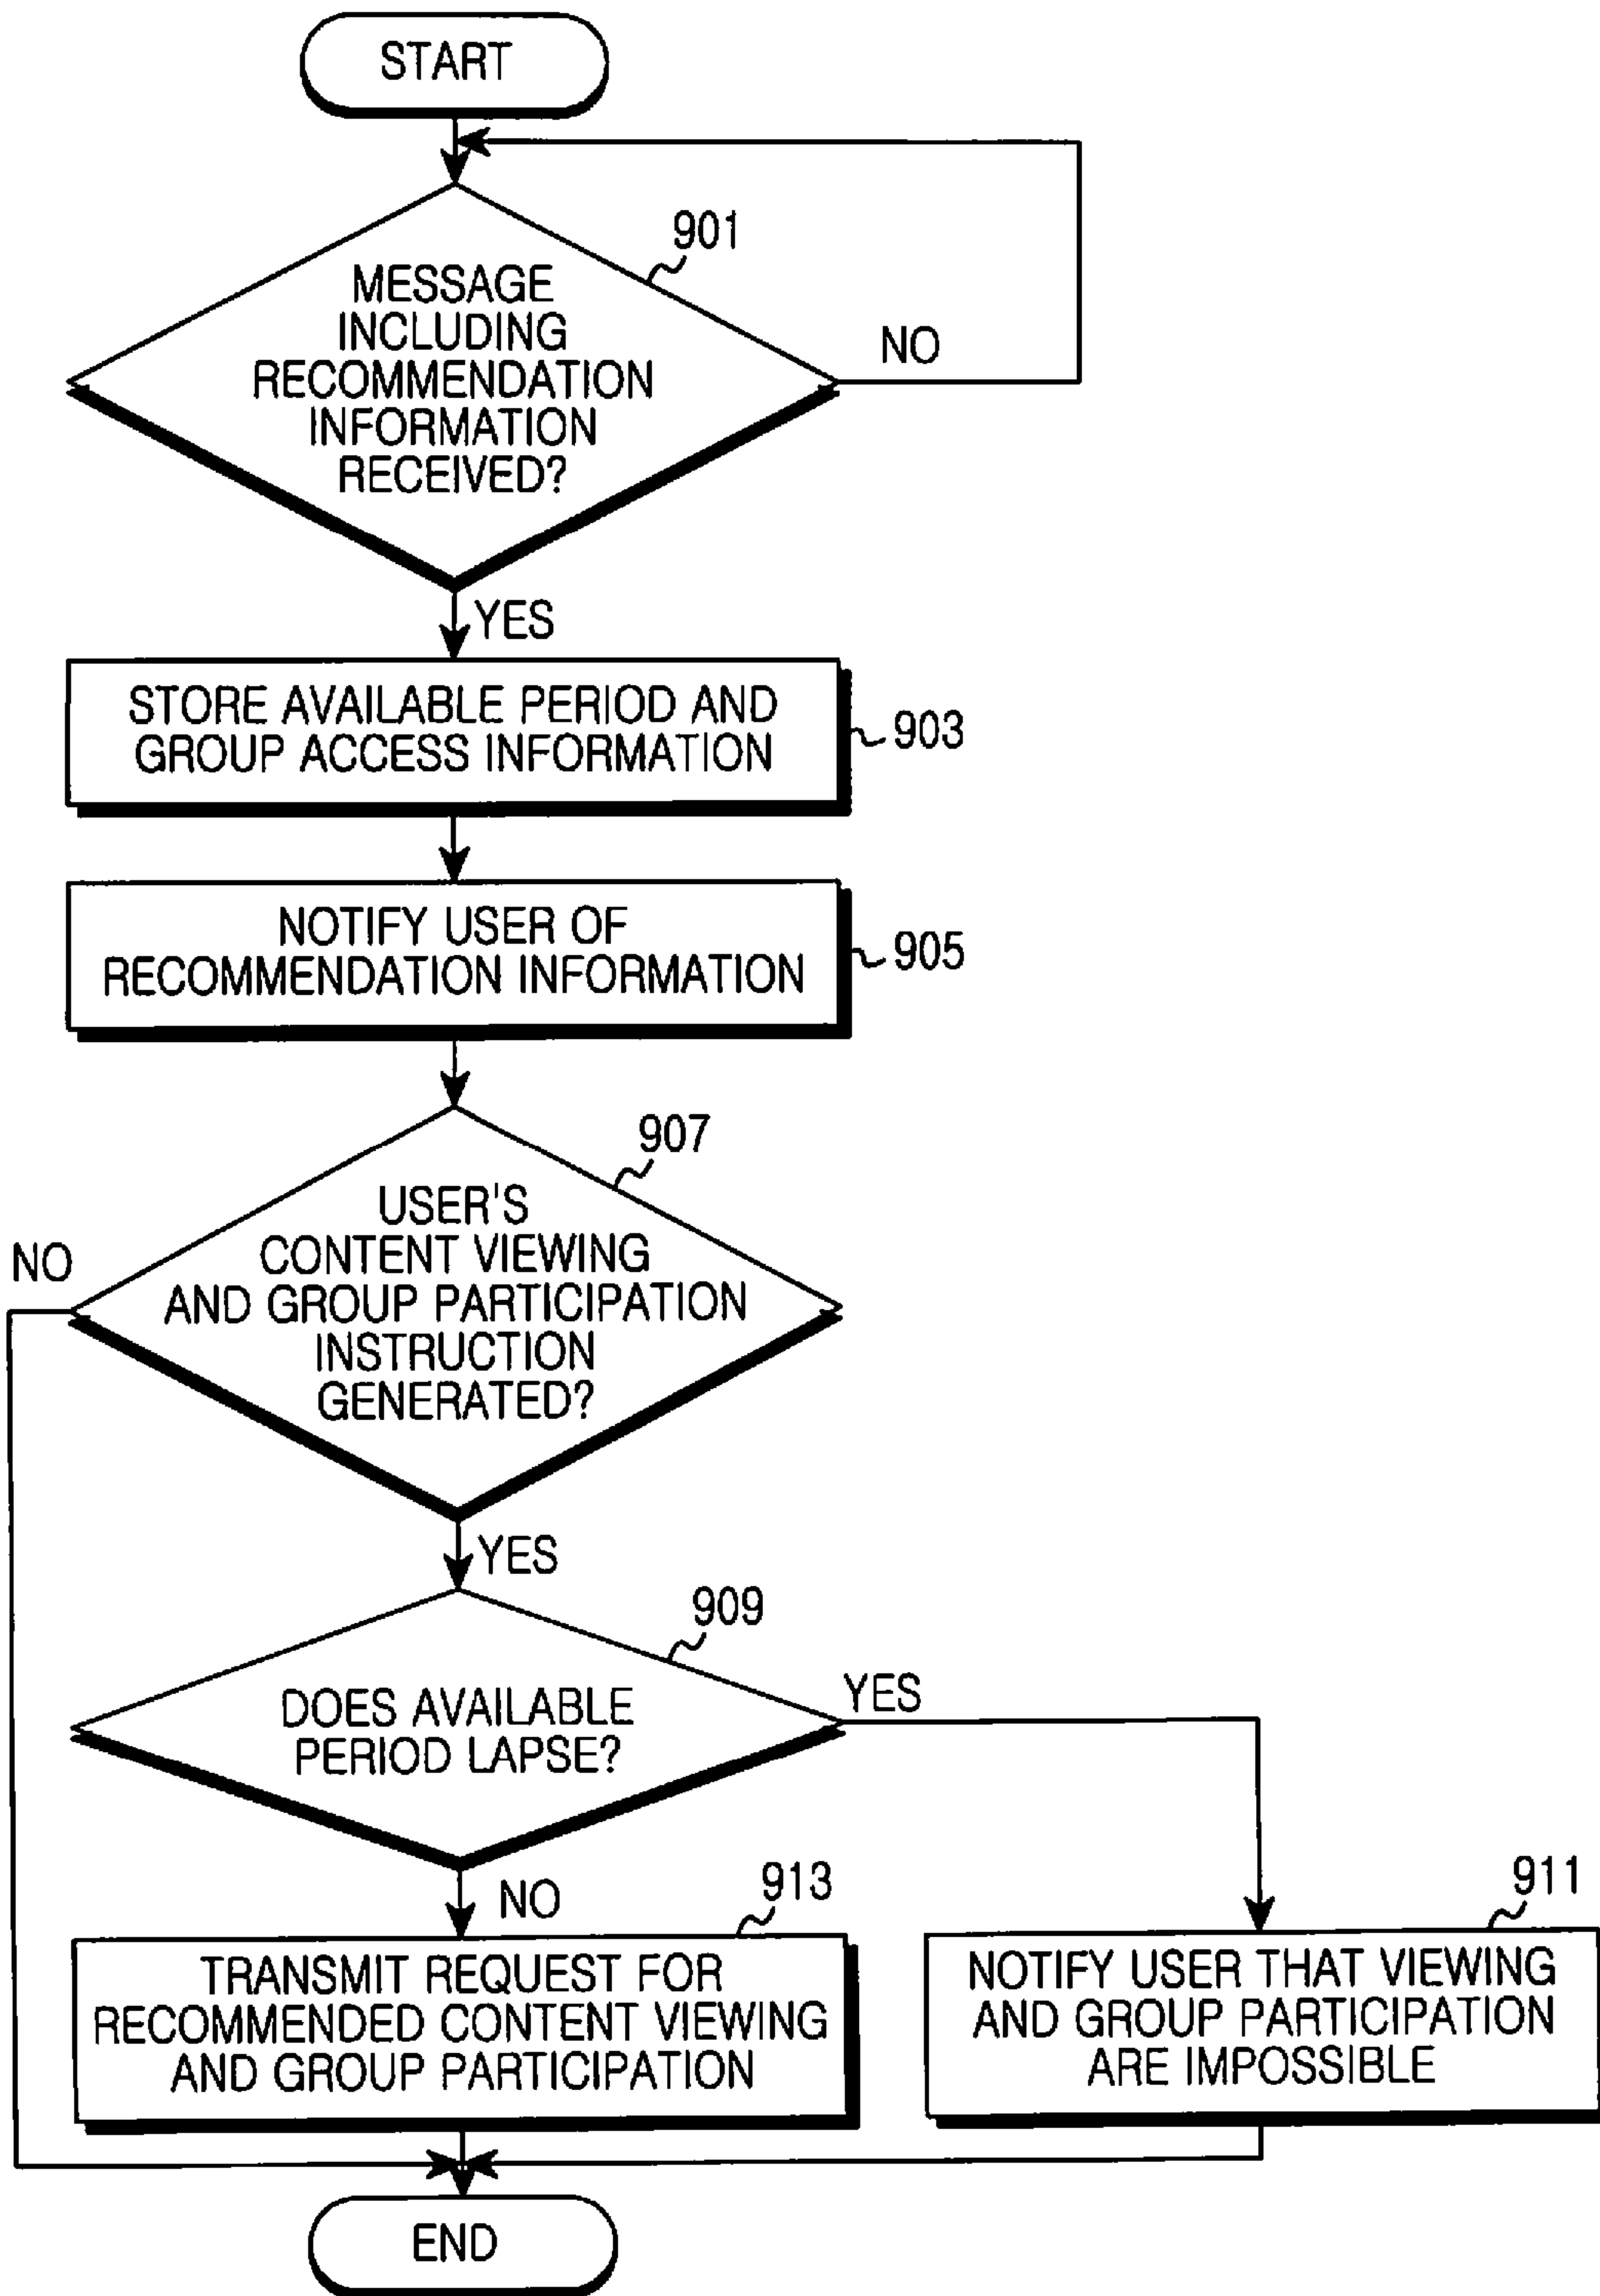 START
901
MESSAGE
INCLUDING
RECOMMENDATION
INFORMATION
RECEIVED?
NO
YES
STORE AVAILABLE PERIOD AND
GROUP ACCESS INFORMATION
903
NOTIFY USER OF
RECOMMENDATION INFORMATION
905
907
USER'S
CONTENT VIEWING
AND GROUP PARTICIPATION
INSTRUCTION
GENERATED?
NO
YES
909
DOES AVAILABLE
PERIOD LAPSE?
YES
NO
913
TRANSMIT REQUEST FOR
RECOMMENDED CONTENT VIEWING
AND GROUP PARTICIPATION
911
NOTIFY USER THAT VIEWING
AND GROUP PARTICIPATION
ARE IMPOSSIBLE
END